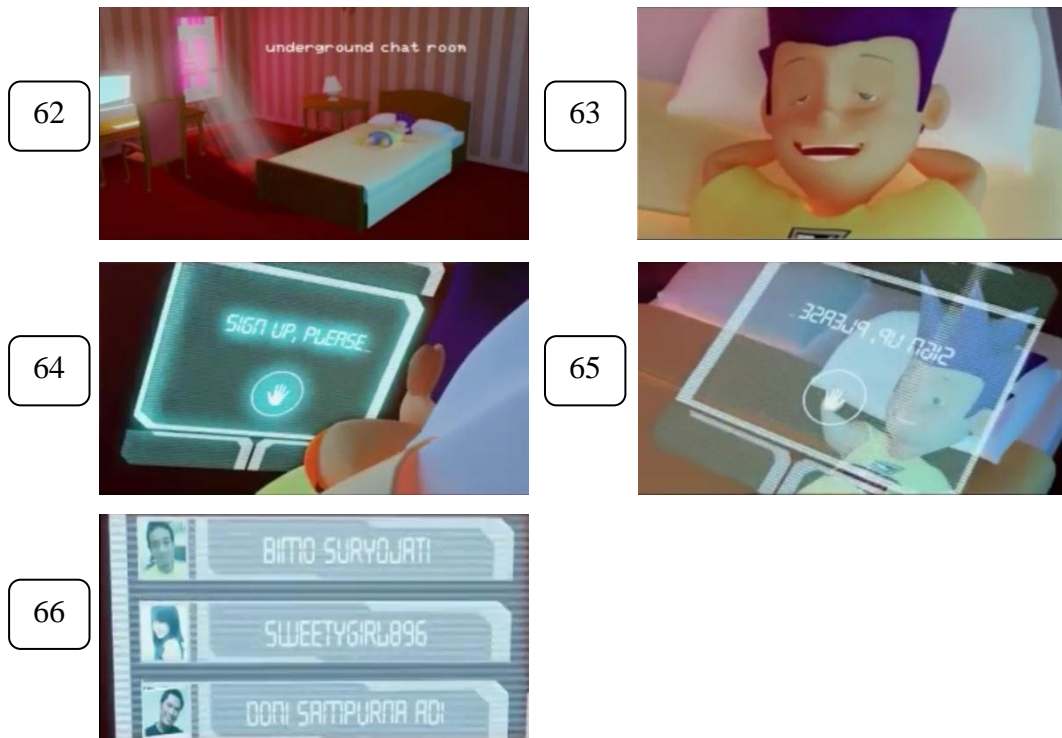 62
underground chat room
63
64
SIGN UP, PLEASE_
65
SIGN UP, PLEASE_
66
BIMO SURYOJATI
SWEETYGIRL896
DONI SAMPURNA ADI